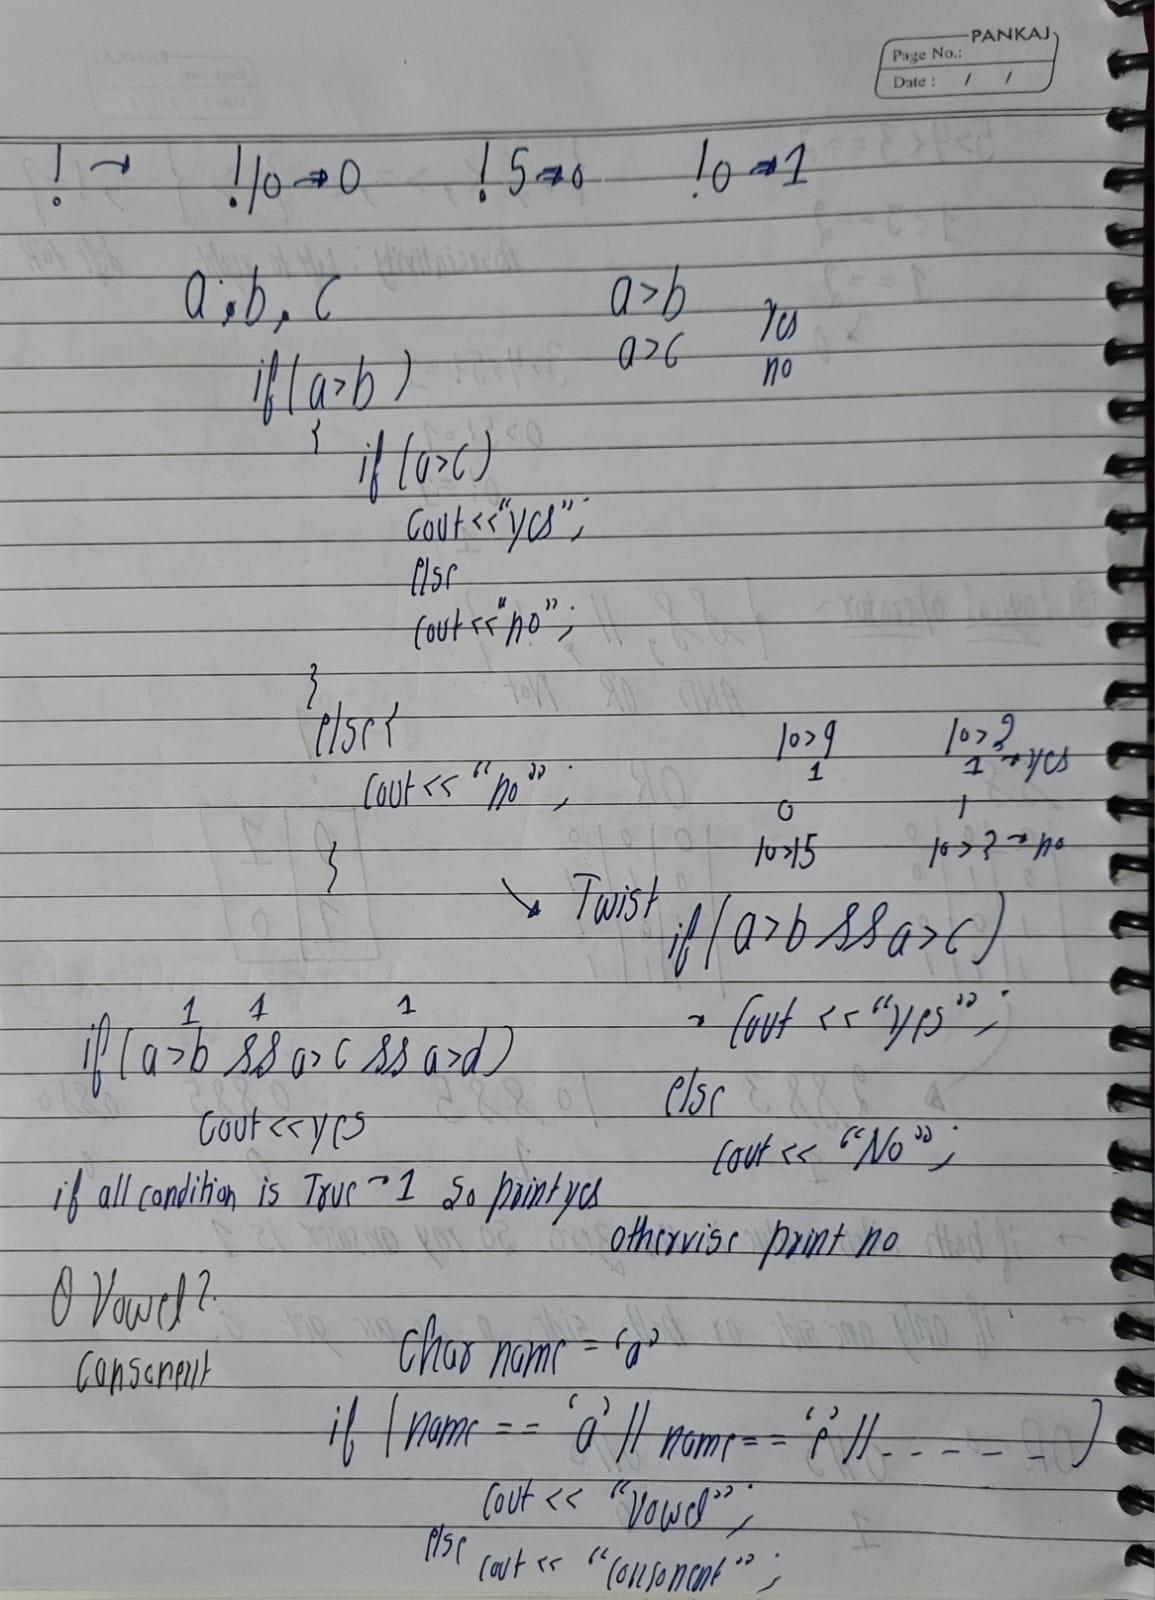 PANKAJ
Page No.:
Date : / /
! → !10 → 0 !5 → 0 !0 → 1
a, b, c
a>b
a>c
Yes
no
if(a>b)
{
if(a>c)
cout<<"yes";
else
cout<<"no";
}
else{
cout<<"no";
}
10>9 10>2
1 1 → yes
0 1
10>15 10>2 → no
→ Twist
if(a>b && a>c)
→ cout <<"yes";
else
cout << "No";
1 1 1
if(a>b && a>c && a>d)
cout<<yes
if all condition is True → 1 So print yes
othervise print no
Q Vowel?
Consonent
Char name = 'a'
if (name == 'a' || name == 'e' || - - - - - -)
cout << "Vowel";
else
cout << "Consonent";